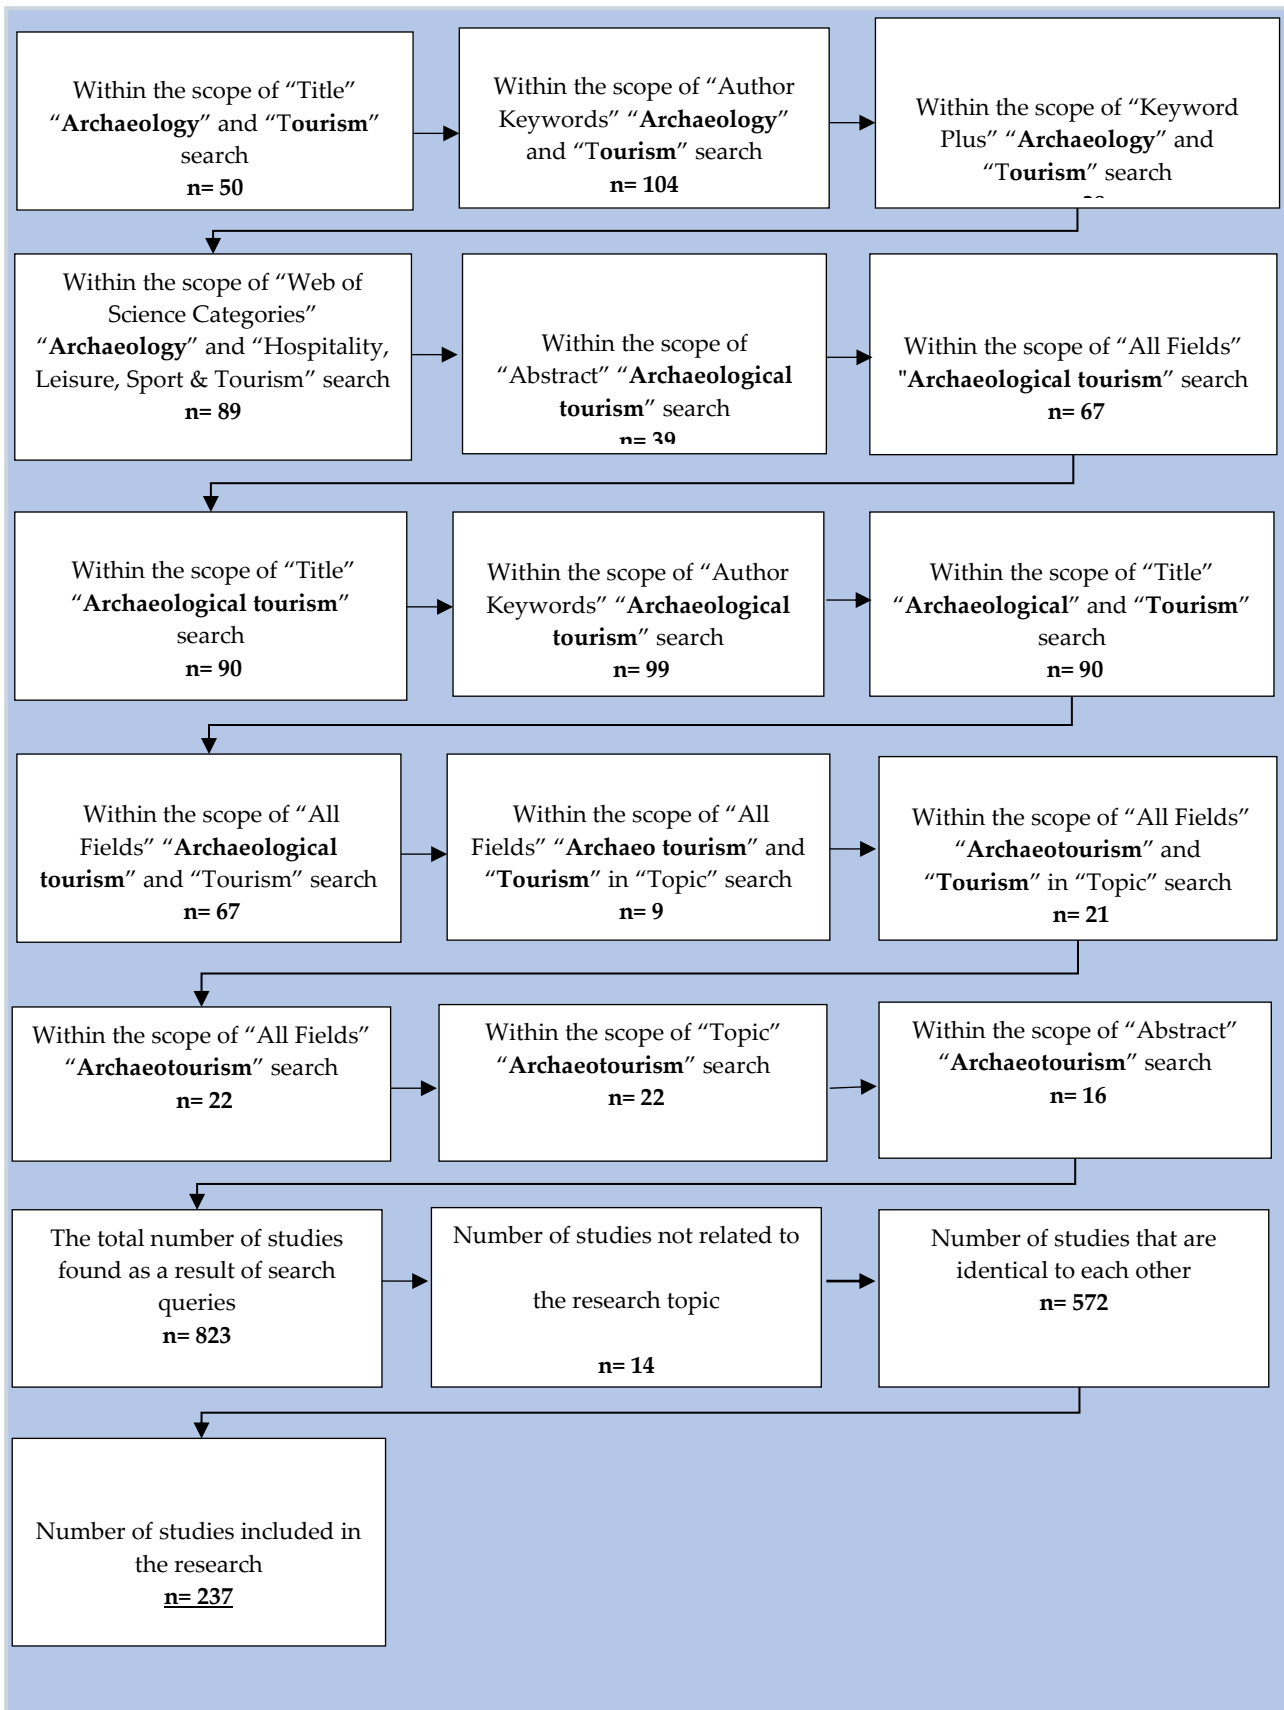 Within the scope of “Title”
“Archaeology” and “Tourism”
search
n= 50
Within the scope of “Author
Keywords” “Archaeology”
and “Tourism” search
n= 104
Within the scope of “Keyword
Plus” “Archaeology” and
“Tourism” search
Within the scope of “Web of
Science Categories”
“Archaeology” and “Hospitality,
Leisure, Sport & Tourism” search
n= 89
Within the scope of
“Abstract” “Archaeological
tourism” search
n= 39
Within the scope of “All Fields”
"Archaeological tourism” search
n= 67
Within the scope of “Title”
“Archaeological tourism”
search
n= 90
Within the scope of “Author
Keywords” “Archaeological
tourism” search
n= 99
Within the scope of “Title”
“Archaeological” and “Tourism”
search
n= 90
Within the scope of “All
Fields” “Archaeological
tourism” and “Tourism” search
n= 67
Within the scope of “All
Fields” “Archaeo tourism” and
“Tourism” in “Topic” search
n= 9
Within the scope of “All Fields”
“Archaeotourism” and
“Tourism” in “Topic” search
n= 21
Within the scope of “All Fields”
“Archaeotourism” search
n= 22
Within the scope of “Topic”
“Archaeotourism” search
n= 22
Within the scope of “Abstract”
“Archaeotourism” search
n= 16
The total number of studies
found as a result of search
queries
n= 823
Number of studies not related to
the research topic
n= 14
Number of studies that are
identical to each other
n= 572
Number of studies included in
the research
n= 237